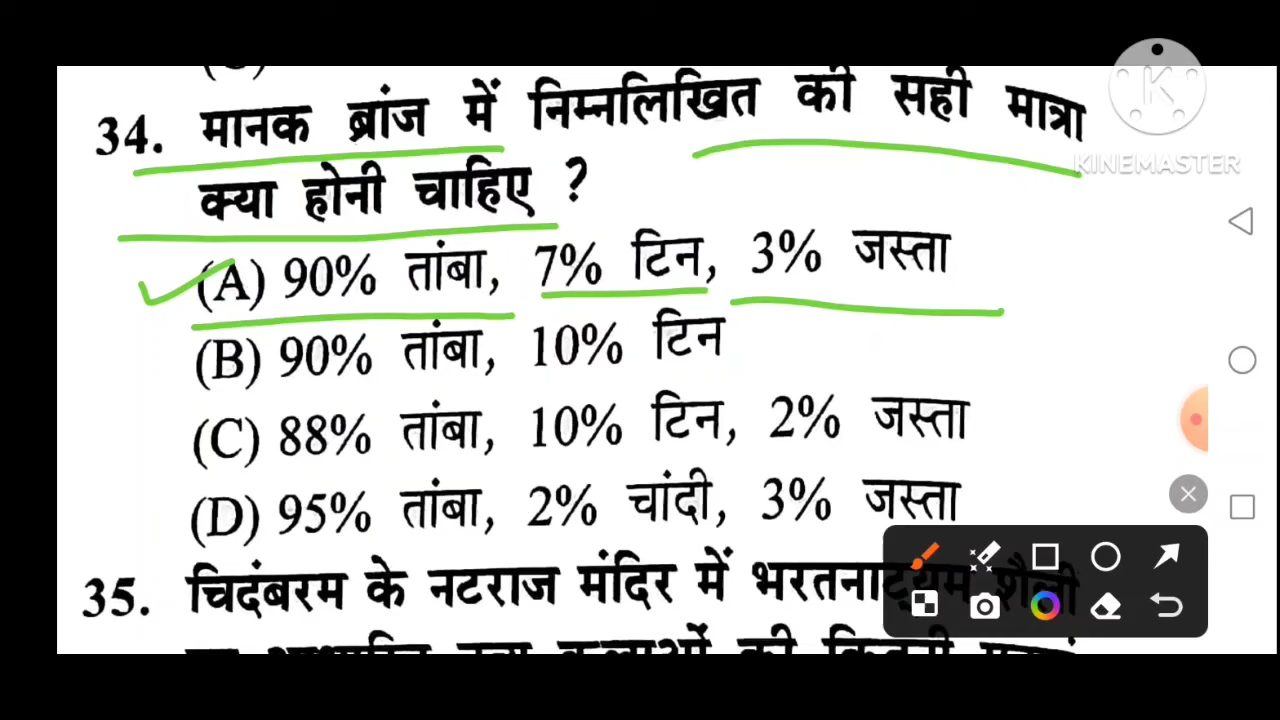 34. मानक ब्रांज में निम्नलिखित की सही मात्रा
KINEMASTER
क्या होनी चाहिए ?
(A) 90% तांबा, 7% टिन, 3% जस्ता
(B) 90% तांबा, 10% टिन
(C) 88% तांबा, 10% टिन, 2% जस्ता
(D) 95% तांबा, 2% चांदी, 3% जस्ता
35. चिदंबरम के नटराज मंदिर में भरतनाट्यम शैली